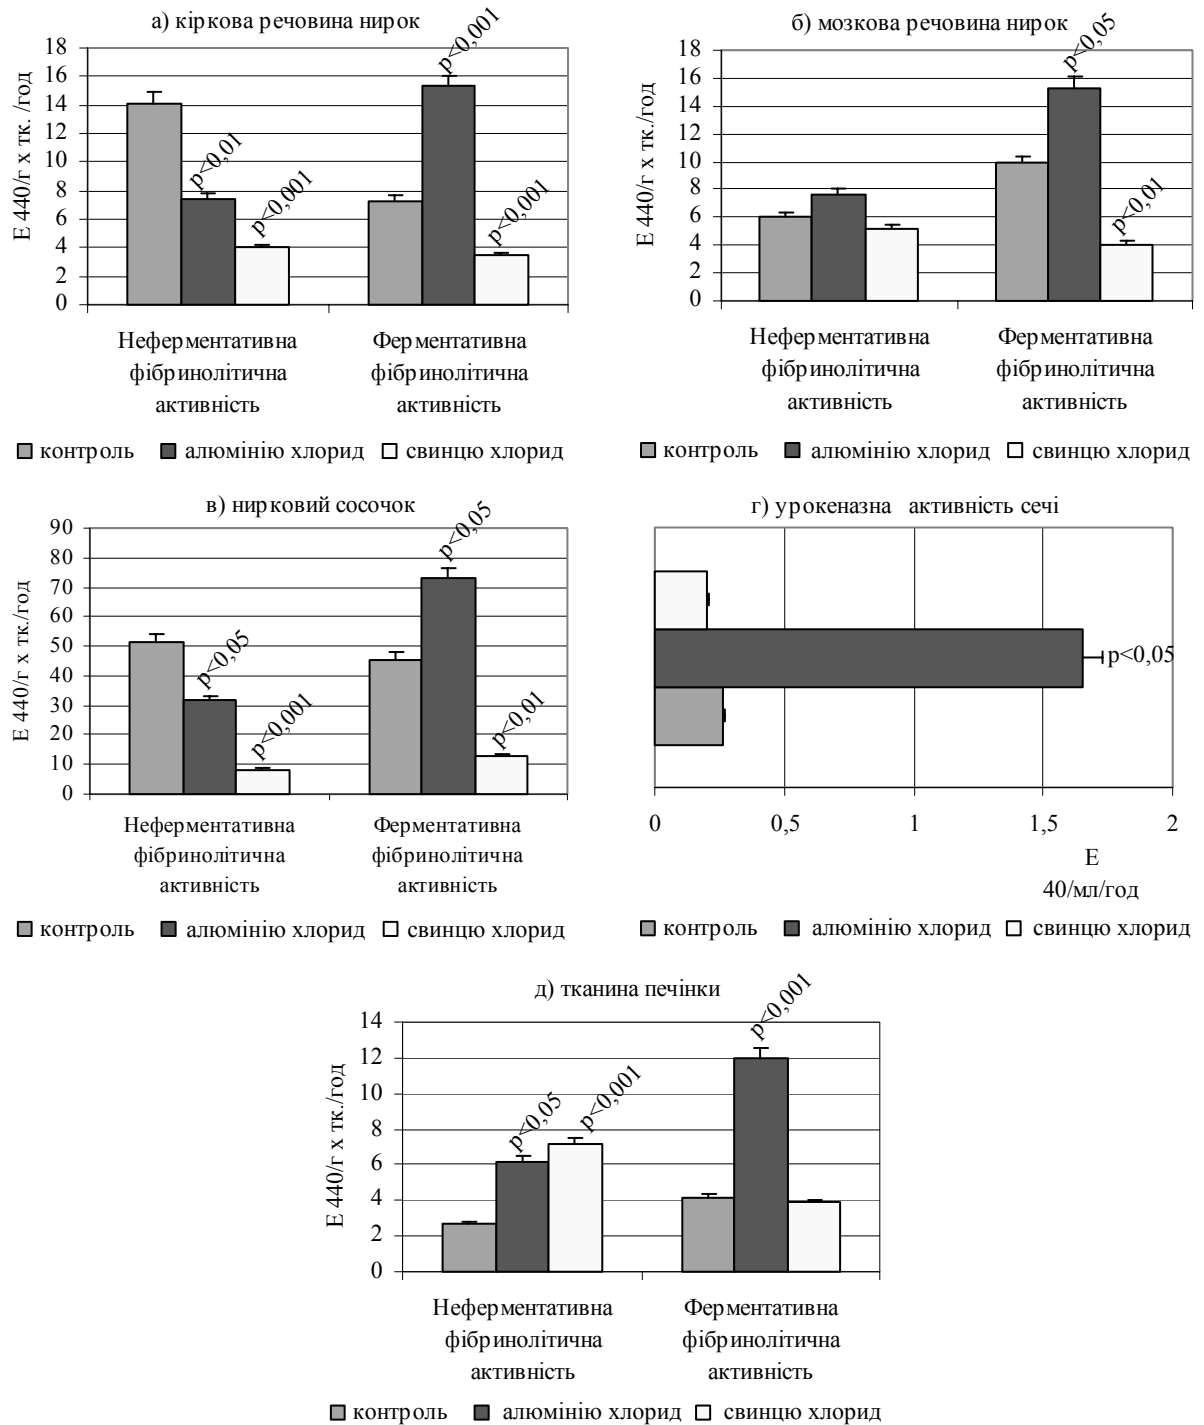 а) кіркова речовина нирок
Е 440/г х тк. /год
18
16
14
12
10
8
6
4
2
0
p<0,01
p<0,001
p<0,001
p<0,001
Неферментативна
фібринолітична
активність
Ферментативна
фібринолітична
активність
контроль алюмінію хлорид свинцю хлорид
б) мозкова речовина нирок
Е 440/г х тк./год
18
16
14
12
10
8
6
4
2
0
p<0,05
p<0,01
Неферментативна
фібринолітична
активність
Ферментативна
фібринолітична
активність
контроль алюмінію хлорид свинцю хлорид
в) нирковий сосочок
Е 440/г х тк./год
90
80
70
60
50
40
30
20
10
0
p<0,05
p<0,001
p<0,05
p<0,01
Неферментативна
фібринолітична
активність
Ферментативна
фібринолітична
активність
контроль алюмінію хлорид свинцю хлорид
г) урокеназна активність сечі
p<0,05
0 0,5 1 1,5 2
Е
40/мл/год
контроль алюмінію хлорид свинцю хлорид
д) тканина печінки
Е 440/г х тк./год
14
12
10
8
6
4
2
0
p<0,05
p<0,001
p<0,001
Неферментативна
фібринолітична
активність
Ферментативна
фібринолітична
активність
контроль алюмінію хлорид свинцю хлорид